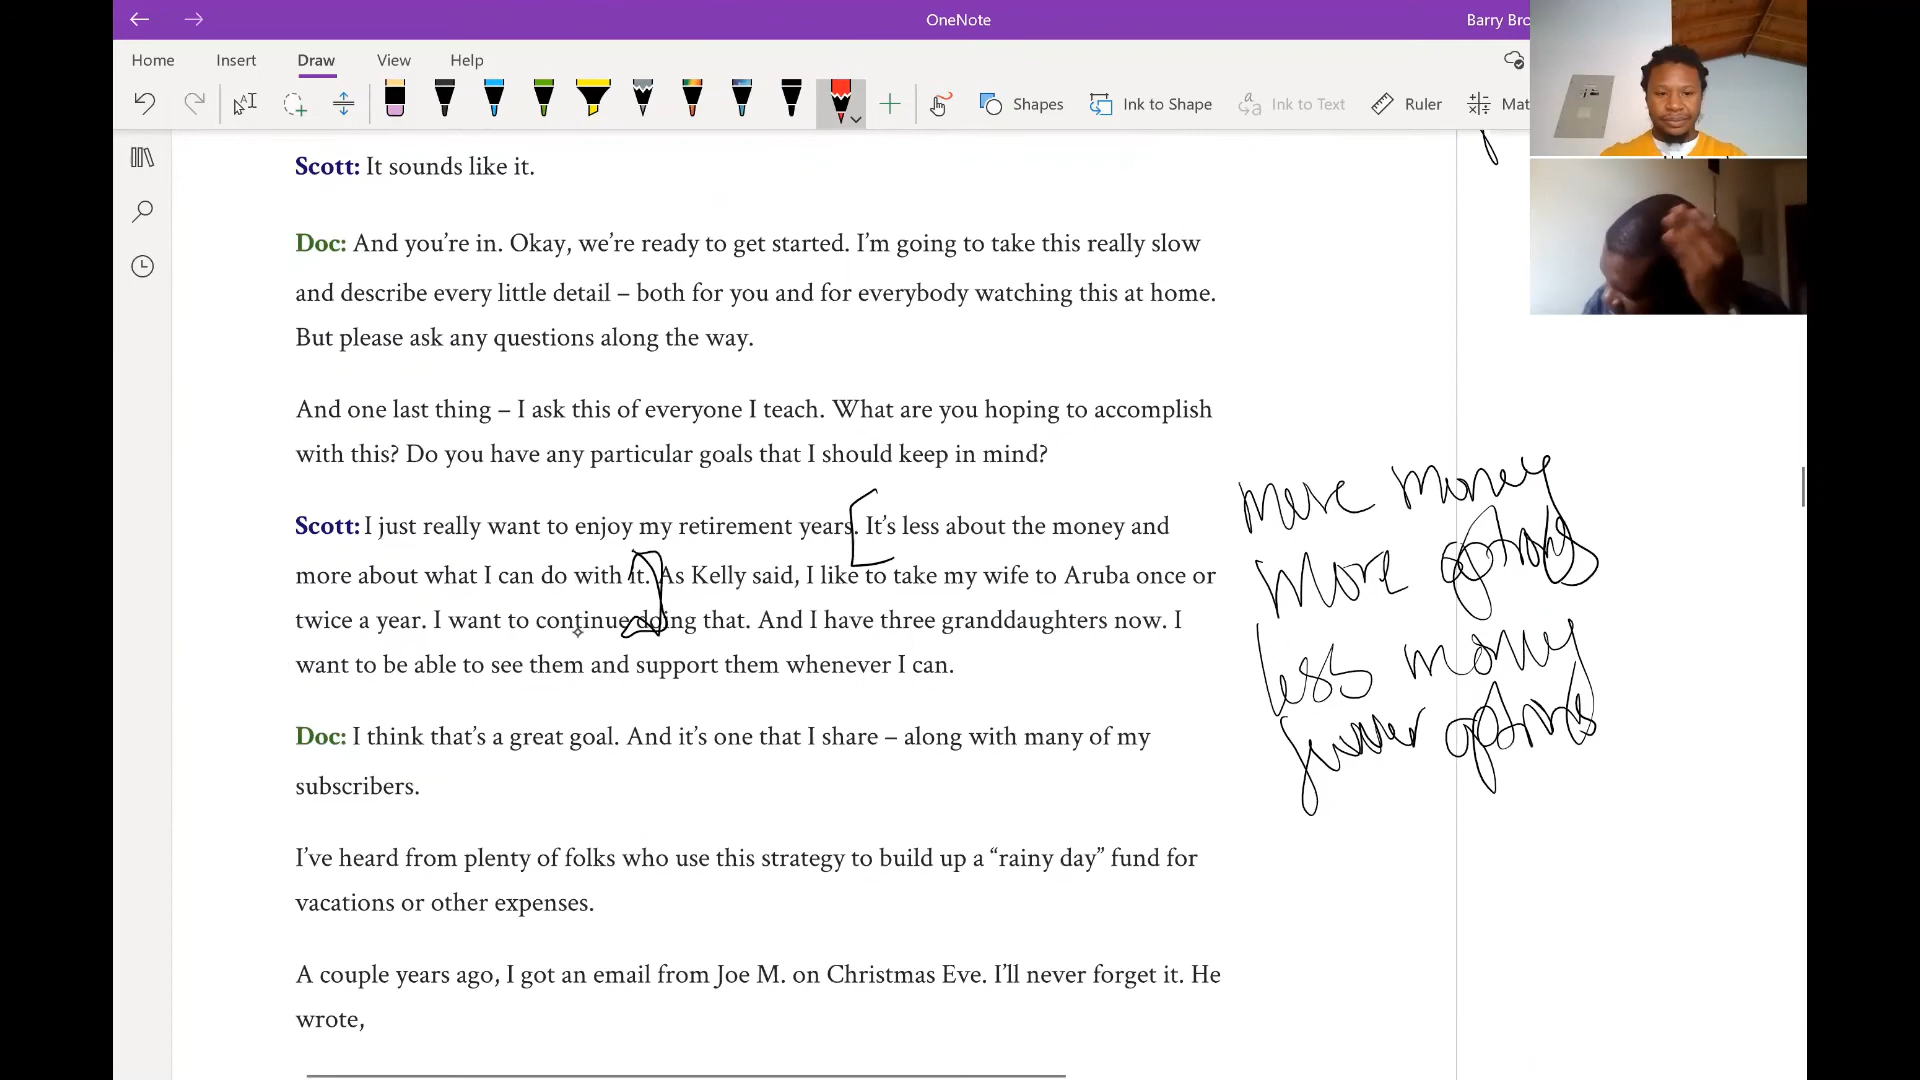 OneNote
Barry Bro
Home Insert Draw View Help
Shapes Ink to Shape Ink to Text Ruler Mat
Scott: It sounds like it.
Doc: And you’re in. Okay, we’re ready to get started. I’m going to take this really slow
and describe every little detail – both for you and for everybody watching this at home.
But please ask any questions along the way.
And one last thing – I ask this of everyone I teach. What are you hoping to accomplish
with this? Do you have any particular goals that I should keep in mind?
Scott: I just really want to enjoy my retirement years. It’s less about the money and
more about what I can do with it. As Kelly said, I like to take my wife to Aruba once or
twice a year. I want to continue doing that. And I have three granddaughters now. I
want to be able to see them and support them whenever I can.
Doc: I think that’s a great goal. And it’s one that I share – along with many of my
subscribers.
I’ve heard from plenty of folks who use this strategy to build up a “rainy day” fund for
vacations or other expenses.
A couple years ago, I got an email from Joe M. on Christmas Eve. I’ll never forget it. He
wrote,
more money
more options
less money
options